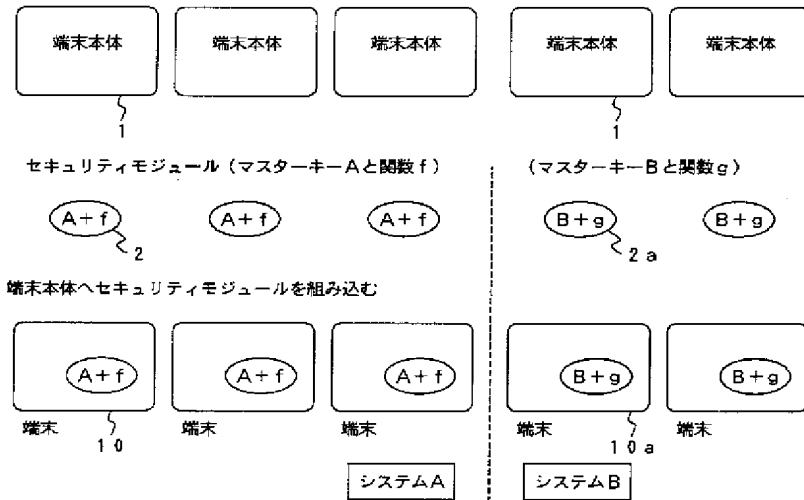 端末本体 端末本体 端末本体 端末本体 端末本体
1 1
セキュリティモジュール（マスターキーAと関数f） （マスターキーBと関数g）
A+f A+f A+f B+g B+g
2 2a
端末本体へセキュリティモジュールを組み込む
A+f A+f A+f B+g B+g
端末 端末 端末 端末 端末
10 10a
システムA システムB